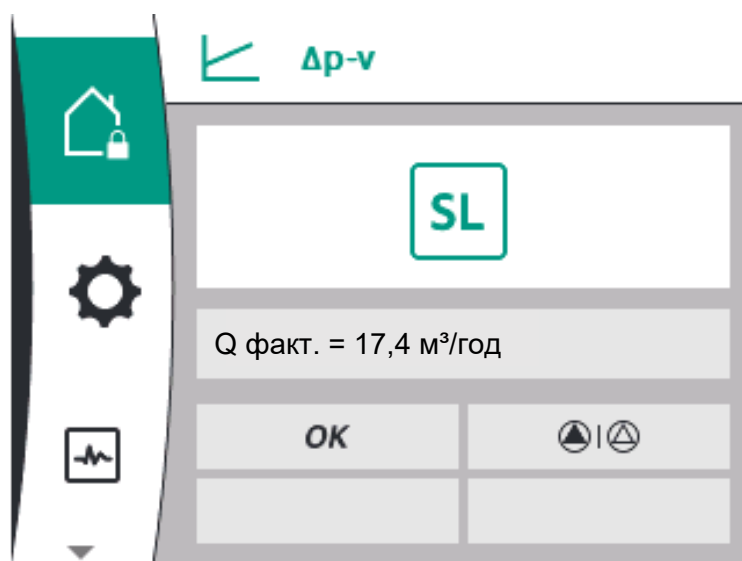 Δp-v
SL
Q факт. = 17,4 м³/год
OK